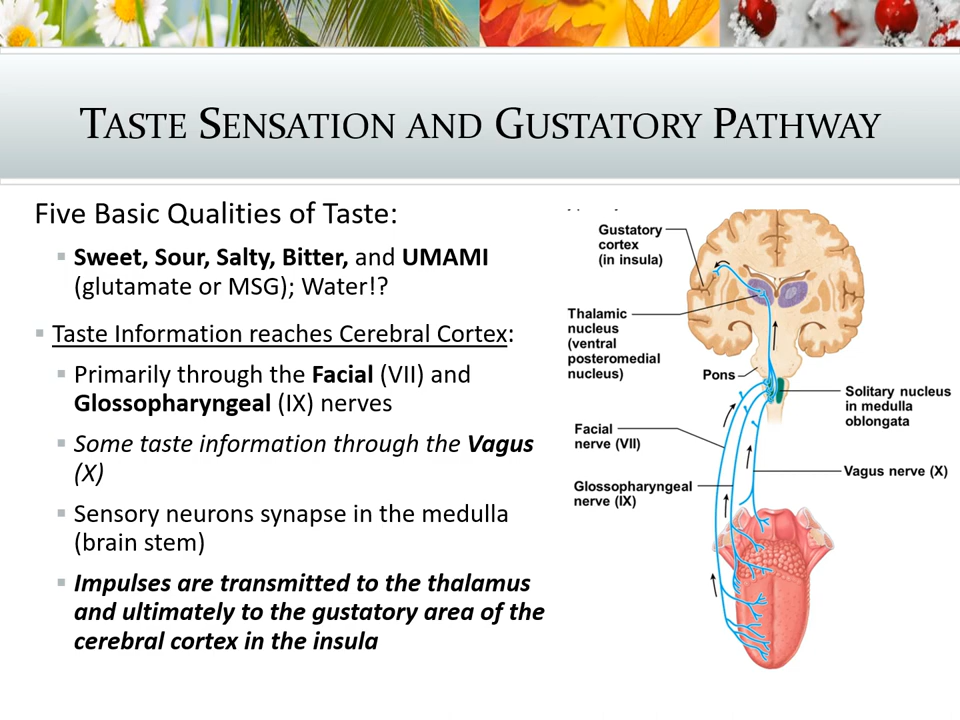 TASTE SENSATION AND GUSTATORY PATHWAY
Five Basic Qualities of Taste:
Sweet, Sour, Salty, Bitter, and UMAMI
(glutamate or MSG); Water!?
Taste Information reaches Cerebral Cortex:
Primarily through the Facial (VII) and
Glossopharyngeal (IX) nerves
Some taste information through the Vagus
(X)
Sensory neurons synapse in the medulla
(brain stem)
Impulses are transmitted to the thalamus
and ultimately to the gustatory area of the
cerebral cortex in the insula
Gustatory
cortex
(in insula)
Thalamic
nucleus
(ventral
posteromedial
nucleus)
Pons
Solitary nucleus
in medulla
oblongata
Facial
nerve (VII)
Vagus nerve (X)
Glossopharyngeal
nerve (IX)